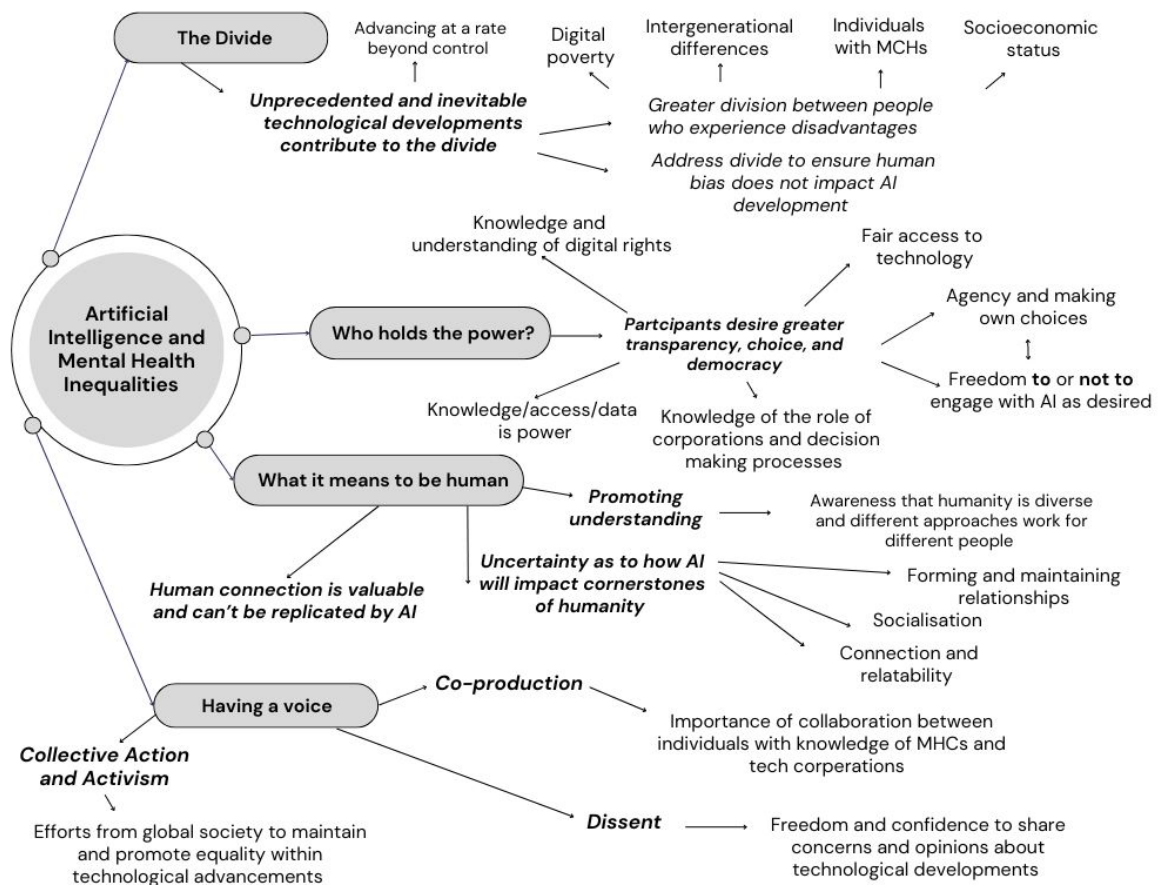 The Divide
Advancing at a rate
beyond control
Digital
poverty
Intergenerational
differences
Individuals
with MCHs
Socioeconomic
status
Unprecedented and inevitable
technological developments
contribute to the divide
Greater division between people
who experience disadvantages
Address divide to ensure human
bias does not impact AI
development
Artificial
Intelligence and
Mental Health
Inequalities
Who holds the power?
Knowledge and
understanding of digital rights
Fair access to
technology
Partcipants desire greater
transparency, choice, and
democracy
Agency and making
own choices
Freedom to or not to
engage with AI as desired
Knowledge/access/data
is power
Knowledge of the role of
corporations and decision
making processes
What it means to be human
Promoting
understanding
Awareness that humanity is diverse
and different approaches work for
different people
Human connection is valuable
and can't be replicated by AI
Uncertainty as to how AI
will impact cornerstones
of humanity
Forming and maintaining
relationships
Socialisation
Connection and
relatability
Having a voice
Co-production
Importance of collaboration between
individuals with knowledge of MHCs and
tech corperations
Collective Action
and Activism
Efforts from global society to maintain
and promote equality within
technological advancements
Dissent
Freedom and confidence to share
concerns and opinions about
technological developments